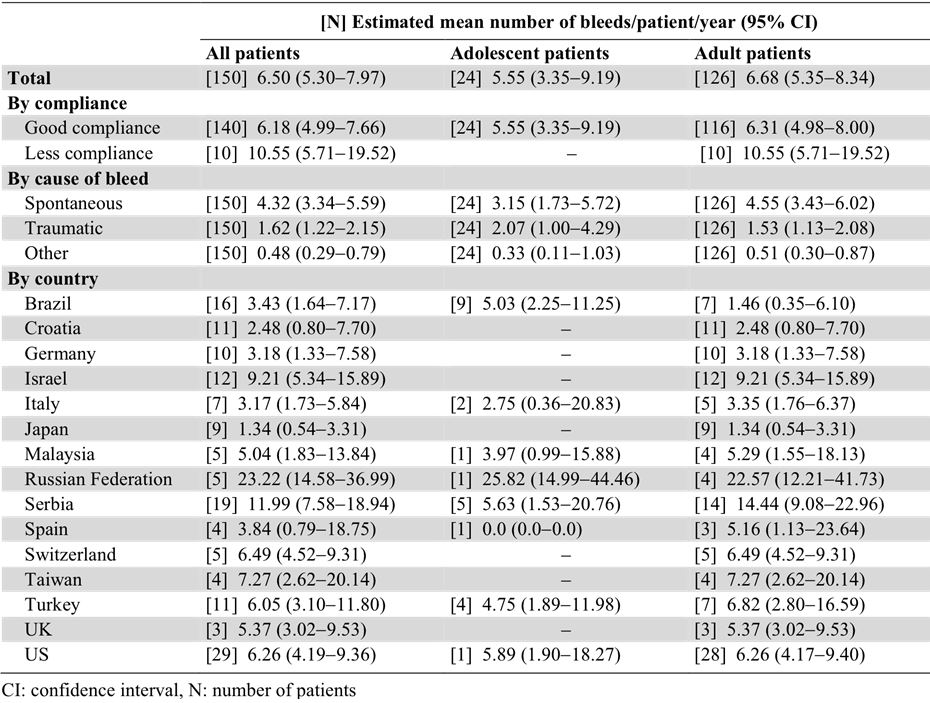 [N] Estimated mean number of bleeds/patient/year (95% CI)
All patients Adolescent patients Adult patients
Total [150] 6.50 (5.30–7.97) [24] 5.55 (3.35–9.19) [126] 6.68 (5.35–8.34)
By compliance
Good compliance [140] 6.18 (4.99–7.66) [24] 5.55 (3.35–9.19) [116] 6.31 (4.98–8.00)
Less compliance [10] 10.55 (5.71–19.52) – [10] 10.55 (5.71–19.52)
By cause of bleed
Spontaneous [150] 4.32 (3.34–5.59) [24] 3.15 (1.73–5.72) [126] 4.55 (3.43–6.02)
Traumatic [150] 1.62 (1.22–2.15) [24] 2.07 (1.00–4.29) [126] 1.53 (1.13–2.08)
Other [150] 0.48 (0.29–0.79) [24] 0.33 (0.11–1.03) [126] 0.51 (0.30–0.87)
By country
Brazil [16] 3.43 (1.64–7.17) [9] 5.03 (2.25–11.25) [7] 1.46 (0.35–6.10)
Croatia [11] 2.48 (0.80–7.70) – [11] 2.48 (0.80–7.70)
Germany [10] 3.18 (1.33–7.58) – [10] 3.18 (1.33–7.58)
Israel [12] 9.21 (5.34–15.89) – [12] 9.21 (5.34–15.89)
Italy [7] 3.17 (1.73–5.84) [2] 2.75 (0.36–20.83) [5] 3.35 (1.76–6.37)
Japan [9] 1.34 (0.54–3.31) – [9] 1.34 (0.54–3.31)
Malaysia [5] 5.04 (1.83–13.84) [1] 3.97 (0.99–15.88) [4] 5.29 (1.55–18.13)
Russian Federation [5] 23.22 (14.58–36.99) [1] 25.82 (14.99–44.46) [4] 22.57 (12.21–41.73)
Serbia [19] 11.99 (7.58–18.94) [5] 5.63 (1.53–20.76) [14] 14.44 (9.08–22.96)
Spain [4] 3.84 (0.79–18.75) [1] 0.0 (0.0–0.0) [3] 5.16 (1.13–23.64)
Switzerland [5] 6.49 (4.52–9.31) – [5] 6.49 (4.52–9.31)
Taiwan [4] 7.27 (2.62–20.14) – [4] 7.27 (2.62–20.14)
Turkey [11] 6.05 (3.10–11.80) [4] 4.75 (1.89–11.98) [7] 6.82 (2.80–16.59)
UK [3] 5.37 (3.02–9.53) – [3] 5.37 (3.02–9.53)
US [29] 6.26 (4.19–9.36) [1] 5.89 (1.90–18.27) [28] 6.26 (4.17–9.40)
CI: confidence interval, N: number of patients